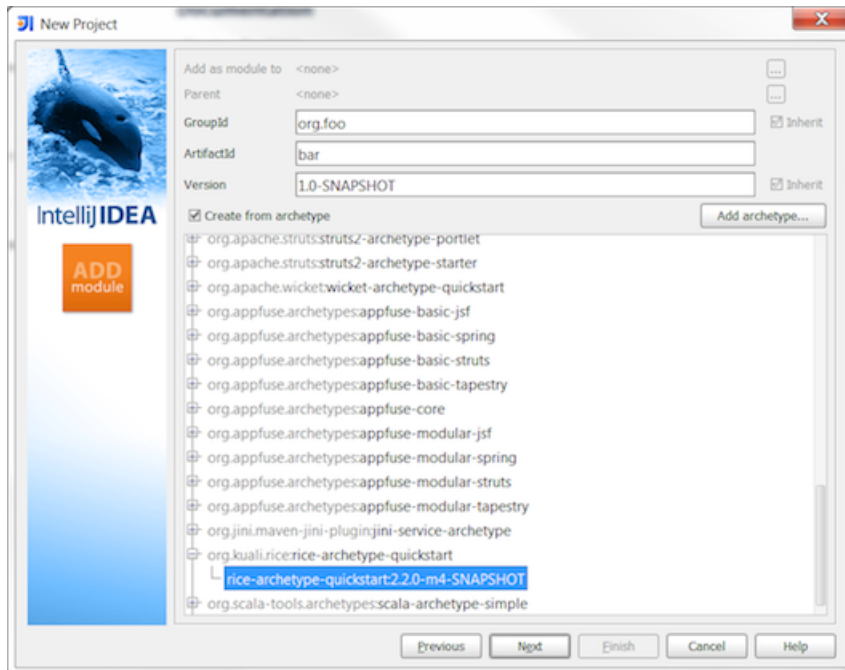 Documentation
New Project
Add as module to <none>
Parent <none>
GroupId org.foo Inherit
ArtifactId bar
Version 1.0-SNAPSHOT Inherit
IntelliJIDEA
Create from archetype Add archetype...
ADD
module
org.apache.struts:struts2-archetype-portlet
org.apache.struts:struts2-archetype-starter
org.apache.wicket:wicket-archetype-quickstart
org.appfuse.archetypes:appfuse-basic-jsf
org.appfuse.archetypes:appfuse-basic-spring
org.appfuse.archetypes:appfuse-basic-struts
org.appfuse.archetypes:appfuse-basic-tapestry
org.appfuse.archetypes:appfuse-core
org.appfuse.archetypes:appfuse-modular-jsf
org.appfuse.archetypes:appfuse-modular-spring
org.appfuse.archetypes:appfuse-modular-struts
org.appfuse.archetypes:appfuse-modular-tapestry
org.jini.maven-jini-plugin:jini-service-archetype
org.kuali.rice:rice-archetype-quickstart
rice-archetype-quickstart:2.2.0-m4-SNAPSHOT
org.scala-tools.archetypes:scala-archetype-simple
Previous Next Finish Cancel Help